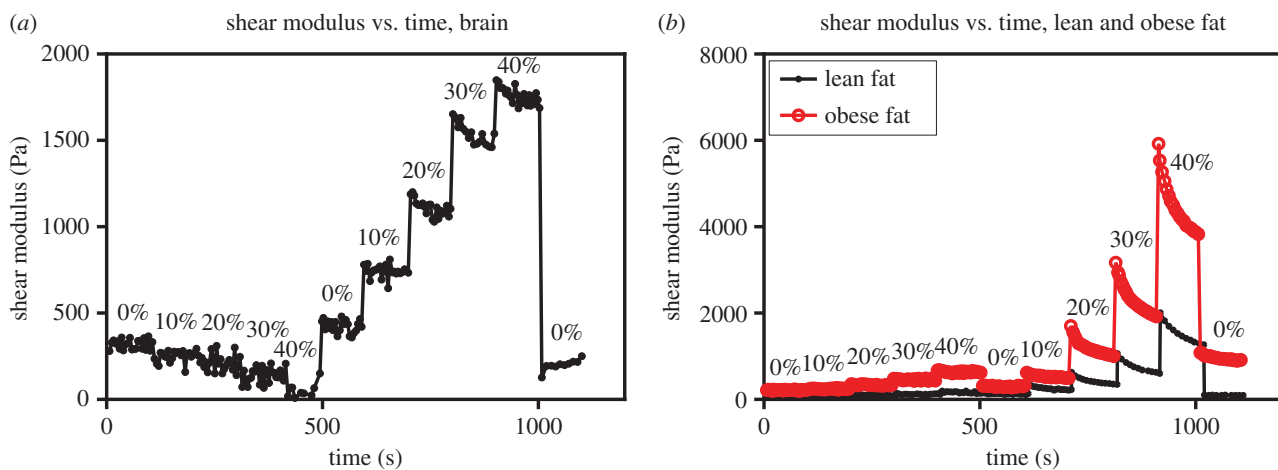 (a) shear modulus vs. time, brain
2000
1500
1000
500
0
shear modulus (Pa)
0% 10% 20% 30% 40% 0% 10% 20% 30% 40% 0%
0 500 1000
time (s)
(b) shear modulus vs. time, lean and obese fat
8000
6000
4000
2000
0
shear modulus (Pa)
lean fat
obese fat
0% 10% 20% 30% 40% 0% 10% 20% 30% 40% 0%
0 500 1000
time (s)